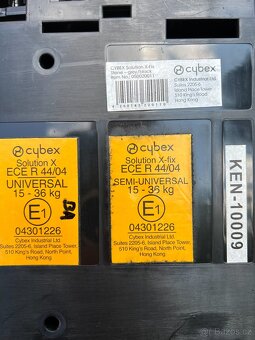 cybex
CYBEX Solution X-fix
Stone - grey/black
CYBEX Industrial Ltd.
Suites 2205-6
Island Place Tower,
510 King's Road,
Hong Kong
cybex
Solution X
ECE R 44/04
UNIVERSAL
15 - 36 kg
E1
04301226
Cybex Industrial Ltd.
Suites 2205-6, Island Place Tower,
510 King's Road, North Point,
Hong Kong
cybex
Solution X-fix
ECE R 44/04
SEMI-UNIVERSAL
15 - 36 kg
E1
04301226
Cybex Industrial Ltd.
Suites 2205-6, Island Place Tower,
510 King's Road, North Point,
Hong Kong
KEN-10009